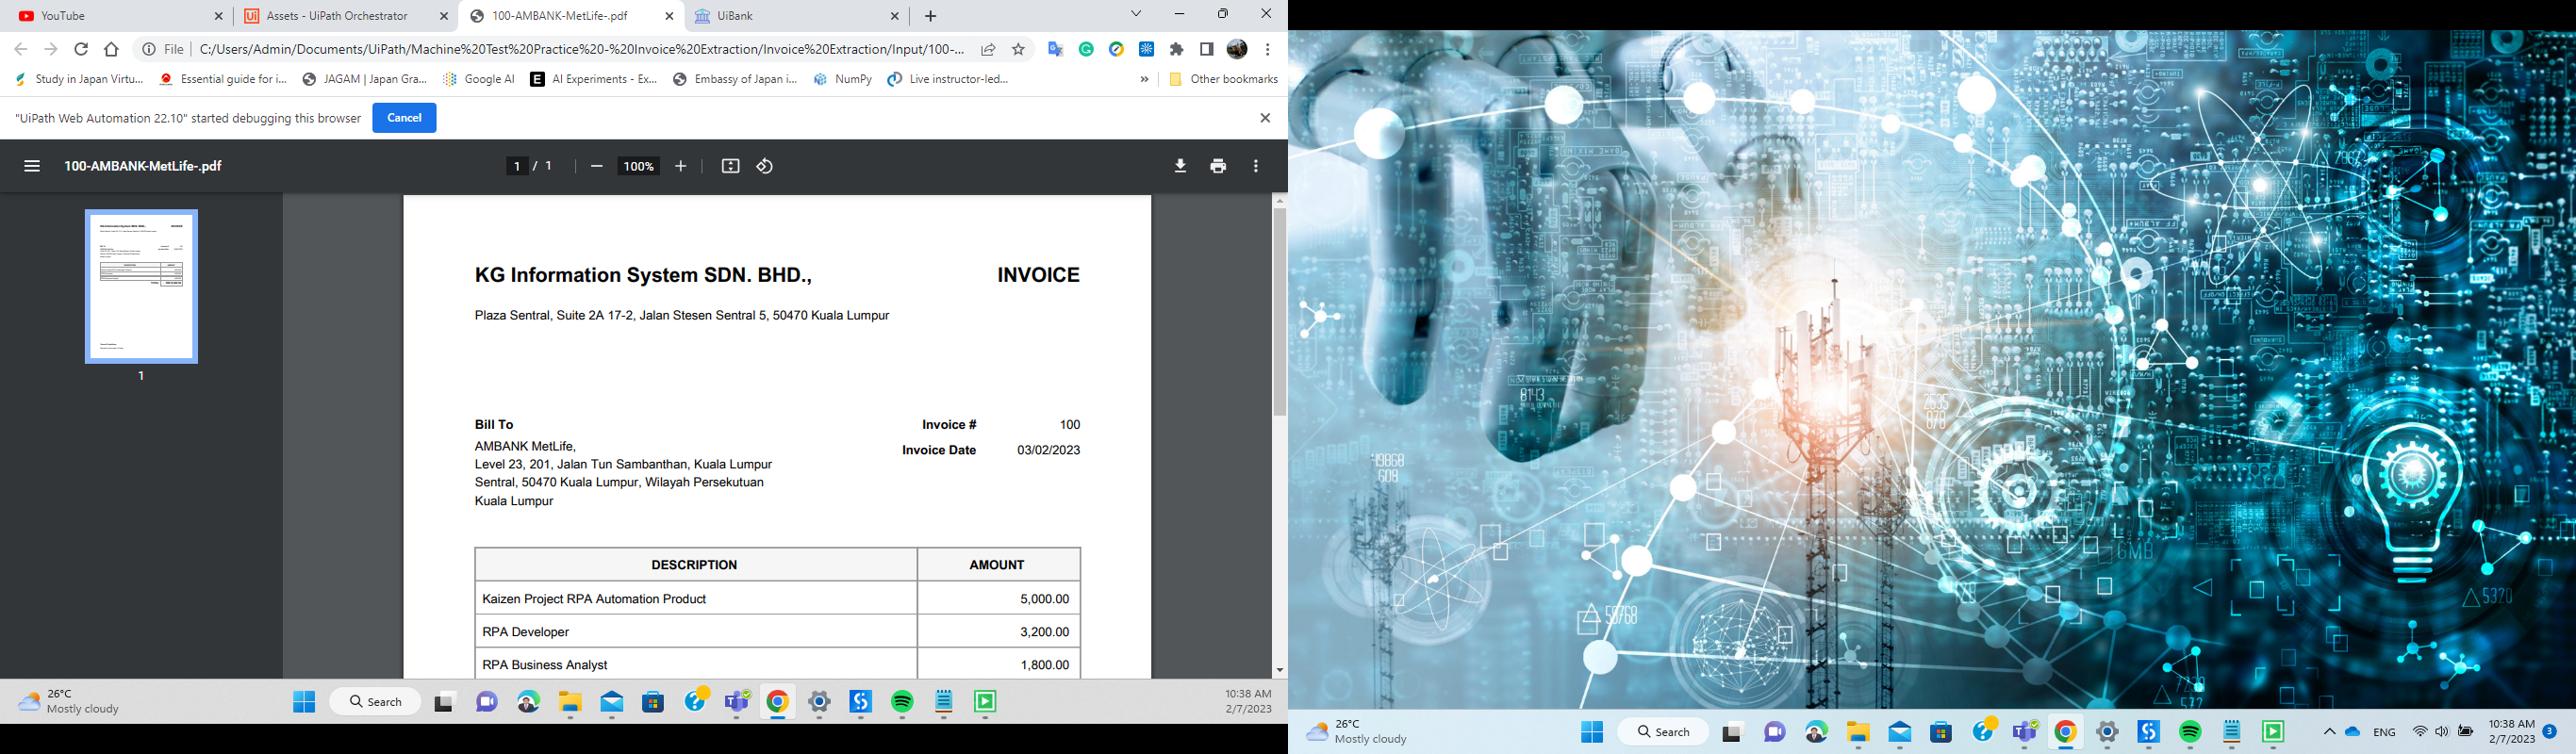 YouTube
Assets - UiPath Orchestrator
100-AMBANK-MetLife-.pdf
UiBank
File
C:/Users/Admin/Documents/UiPath/Machine%20Test%20Practice%20-%20Invoice%20Extraction/Invoice%20Extraction/Input/100-...
Study in Japan Virtu...
Essential guide for i...
JAGAM | Japan Gra...
Google AI
AI Experiments - Ex...
Embassy of Japan i...
NumPy
Live instructor-led...
»
Other bookmarks
"UiPath Web Automation 22.10" started debugging this browser
Cancel
100-AMBANK-MetLife-.pdf
1 / 1
100%
1
KG Information System SDN. BHD.,
INVOICE
Plaza Sentral, Suite 2A 17-2, Jalan Stesen Sentral 5, 50470 Kuala Lumpur
Bill To
AMBANK MetLife,
Level 23, 201, Jalan Tun Sambanthan, Kuala Lumpur
Sentral, 50470 Kuala Lumpur, Wilayah Persekutuan
Kuala Lumpur
Invoice # 100
Invoice Date 03/02/2023
DESCRIPTION AMOUNT
Kaizen Project RPA Automation Product 5,000.00
RPA Developer 3,200.00
RPA Business Analyst 1,800.00
26°C
Mostly cloudy
Search
10:38 AM
2/7/2023
8143
2635
878
19868
608
6MB
59768
5320
26°C
Mostly cloudy
Search
ENG
10:38 AM
2/7/2023
3